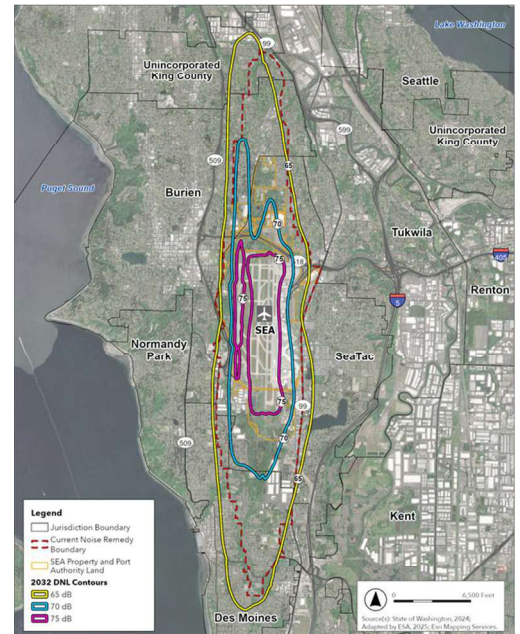 Lake Washington
99
Unincorporated
King County
Seattle
599
Unincorporated
King County
509
65
Burien
Puget Sound
70
Tukwila
75
518
405
Renton
75
5
SEA
Normandy
Park
SeaTac
75
99
70
509
65
Kent
Des Moines
Legend
Jurisdiction Boundary
Current Noise Remedy
Boundary
SEA Property and Port
Authority Land
2032 DNL Contours
65 dB
70 dB
75 dB
0
6,500 Feet
Source(s): State of Washington, 2024;
Adapted by ESA, 2025; Esri Mapping Services.